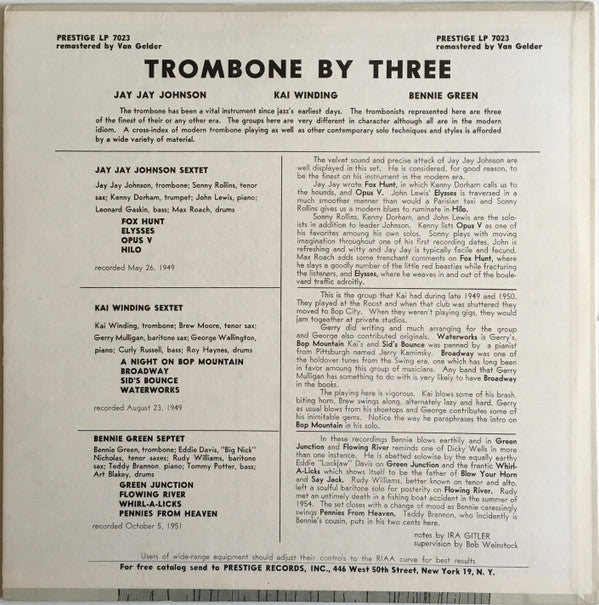 PRESTIGE LP 7023
remastered by Van Gelder
PRESTIGE LP 7023
remastered by Van Gelder
TROMBONE BY THREE
JAY JAY JOHNSON KAI WINDING BENNIE GREEN
The trombone has been a vital instrument since jazz's earliest days. The trombonists represented here are three
of the finest of their or any other era. The groups here are very different in character although all are in the modern
idiom. A cross-index of modern trombone playing as well as other contemporary solo techniques and styles is afforded
by a wide variety of material.
JAY JAY JOHNSON SEXTET
Jay Jay Johnson, trombone; Sonny Rollins, tenor
sax; Kenny Dorham, trumpet; John Lewis, piano;
Leonard Gaskin, bass; Max Roach, drums
FOX HUNT
ELYSSES
OPUS V
HILO
recorded May 26, 1949
The velvet sound and precise attack of Jay Jay Johnson are
well displayed in this set. He is considered, for good reason, to
be the finest on his instrument in the modern era.
Jay Jay wrote Fox Hunt, in which Kenny Dorham calls us to
the hounds, and Opus V. John Lewis' Elysses is traversed in a
much smoother manner than would a Parisian taxi and Sonny
Rollins gives us a modern blues to ruminate in Hilo.
Sonny Rollins, Kenny Dorham, and John Lewis are the solo-
ists in addition to leader Johnson. Kenny lists Opus V as one of
his favorites among his own solos. Sonny plays with moving
imagination throughout one of his first recording dates. John is
refreshing and witty and Jay Jay is typically facile and fecund.
Max Roach adds some trenchant comments on Fox Hunt, where
he slays a goodly number of the little red beasties while fracturing
the listeners, and Elysses, where he weaves in and out of the boule-
vard traffic adroitly.
KAI WINDING SEXTET
Kai Winding, trombone; Brew Moore, tenor sax;
Gerry Mulligan, baritone sax; George Wallington,
piano; Curly Russell, bass; Roy Haynes, drums
A NIGHT ON BOP MOUNTAIN
BROADWAY
SID'S BOUNCE
WATERWORKS
recorded August 23, 1949
This is the group that Kai had during late 1949 and 1950.
They played at the Roost and when that club was shuttered they
moved to Bop City. When they weren't playing gigs, they would
jam togeather at private studios.
Gerry did writing and much arranging for the group
and George also contributed originals. Waterworks is Gerry's,
Bop Mountain Kai's and Sid's Bounce was penned by a pianist
from Pittsburgh named Jerry Kaminsky. Broadway was one of
the holdover tunes from the Swing era, one which has long been
in favor among this group of musicians. Any band that Gerry
Mulligan has something to do with is very likely to have Broadway
in the books.
The playing here is vigorous. Kai blows some of his brash,
biting horn, Brew swings along, alternately lazy and hard, Gerry
as usual blows from his shoetops and George contributes some of
his inimitable gems. Notice the way he paraphrases the intro on
Bop Mountain in his solo.
BENNIE GREEN SEPTET
Bennie Green, trombone; Eddie Davis, "Big Nick"
Nicholas, tenor saxes; Rudy Williams, baritone
sax; Teddy Brannon, piano; Tommy Potter, bass;
Art Blakey, drums
GREEN JUNCTION
FLOWING RIVER
WHIRL-A-LICKS
PENNIES FROM HEAVEN
recorded October 5, 1951
In these recordings Bennie blows earthily and in Green
Junction and Flowing River reminds one of Dicky Wells in more
than one instance. He is abetted solowise by the equally earthy
Eddie "Lockjaw" Davis on Green Junction and the frantic Whirl-
A-Licks which shows itself to be the father of Blow Your Horn
and Say Jack. Rudy Williams, better known on tenor and alto,
left a soulful baritone solo for posterity on Flowing River. Rudy
met an untimely death in a fishing boat accident in the summer of
1954. The set closes with a change of mood as Bennie caressingly
swings Pennies From Heaven. Teddy Brannon, who incidently is
Bennie's cousin, puts in his two cents here.
notes by IRA GITLER
supervision by Bob Weinstock
Users of wide-range equipment should adjust their controls to the RIAA curve for best results
For free catalog send to PRESTIGE RECORDS, INC., 446 West 50th Street, New York 19, N. Y.